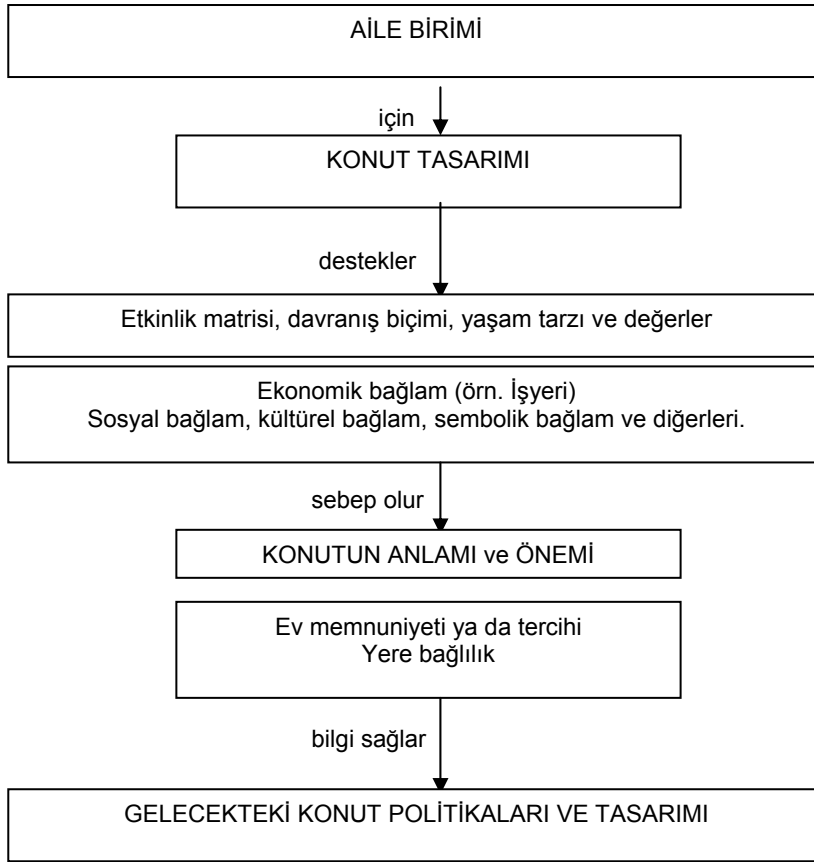 AİLE BİRİMİ
için
KONUT TASARIMI
destekler
Etkinlik matrisi, davranış biçimi, yaşam tarzı ve değerler
Ekonomik bağlam (örn. İşyeri)
Sosyal bağlam, kültürel bağlam, sembolik bağlam ve diğerleri.
sebep olur
KONUTUN ANLAMI ve ÖNEMİ
Ev memnuniyeti ya da tercihi
Yere bağlılık
bilgi sağlar
GELECEKTEKİ KONUT POLİTİKALARI VE TASARIMI